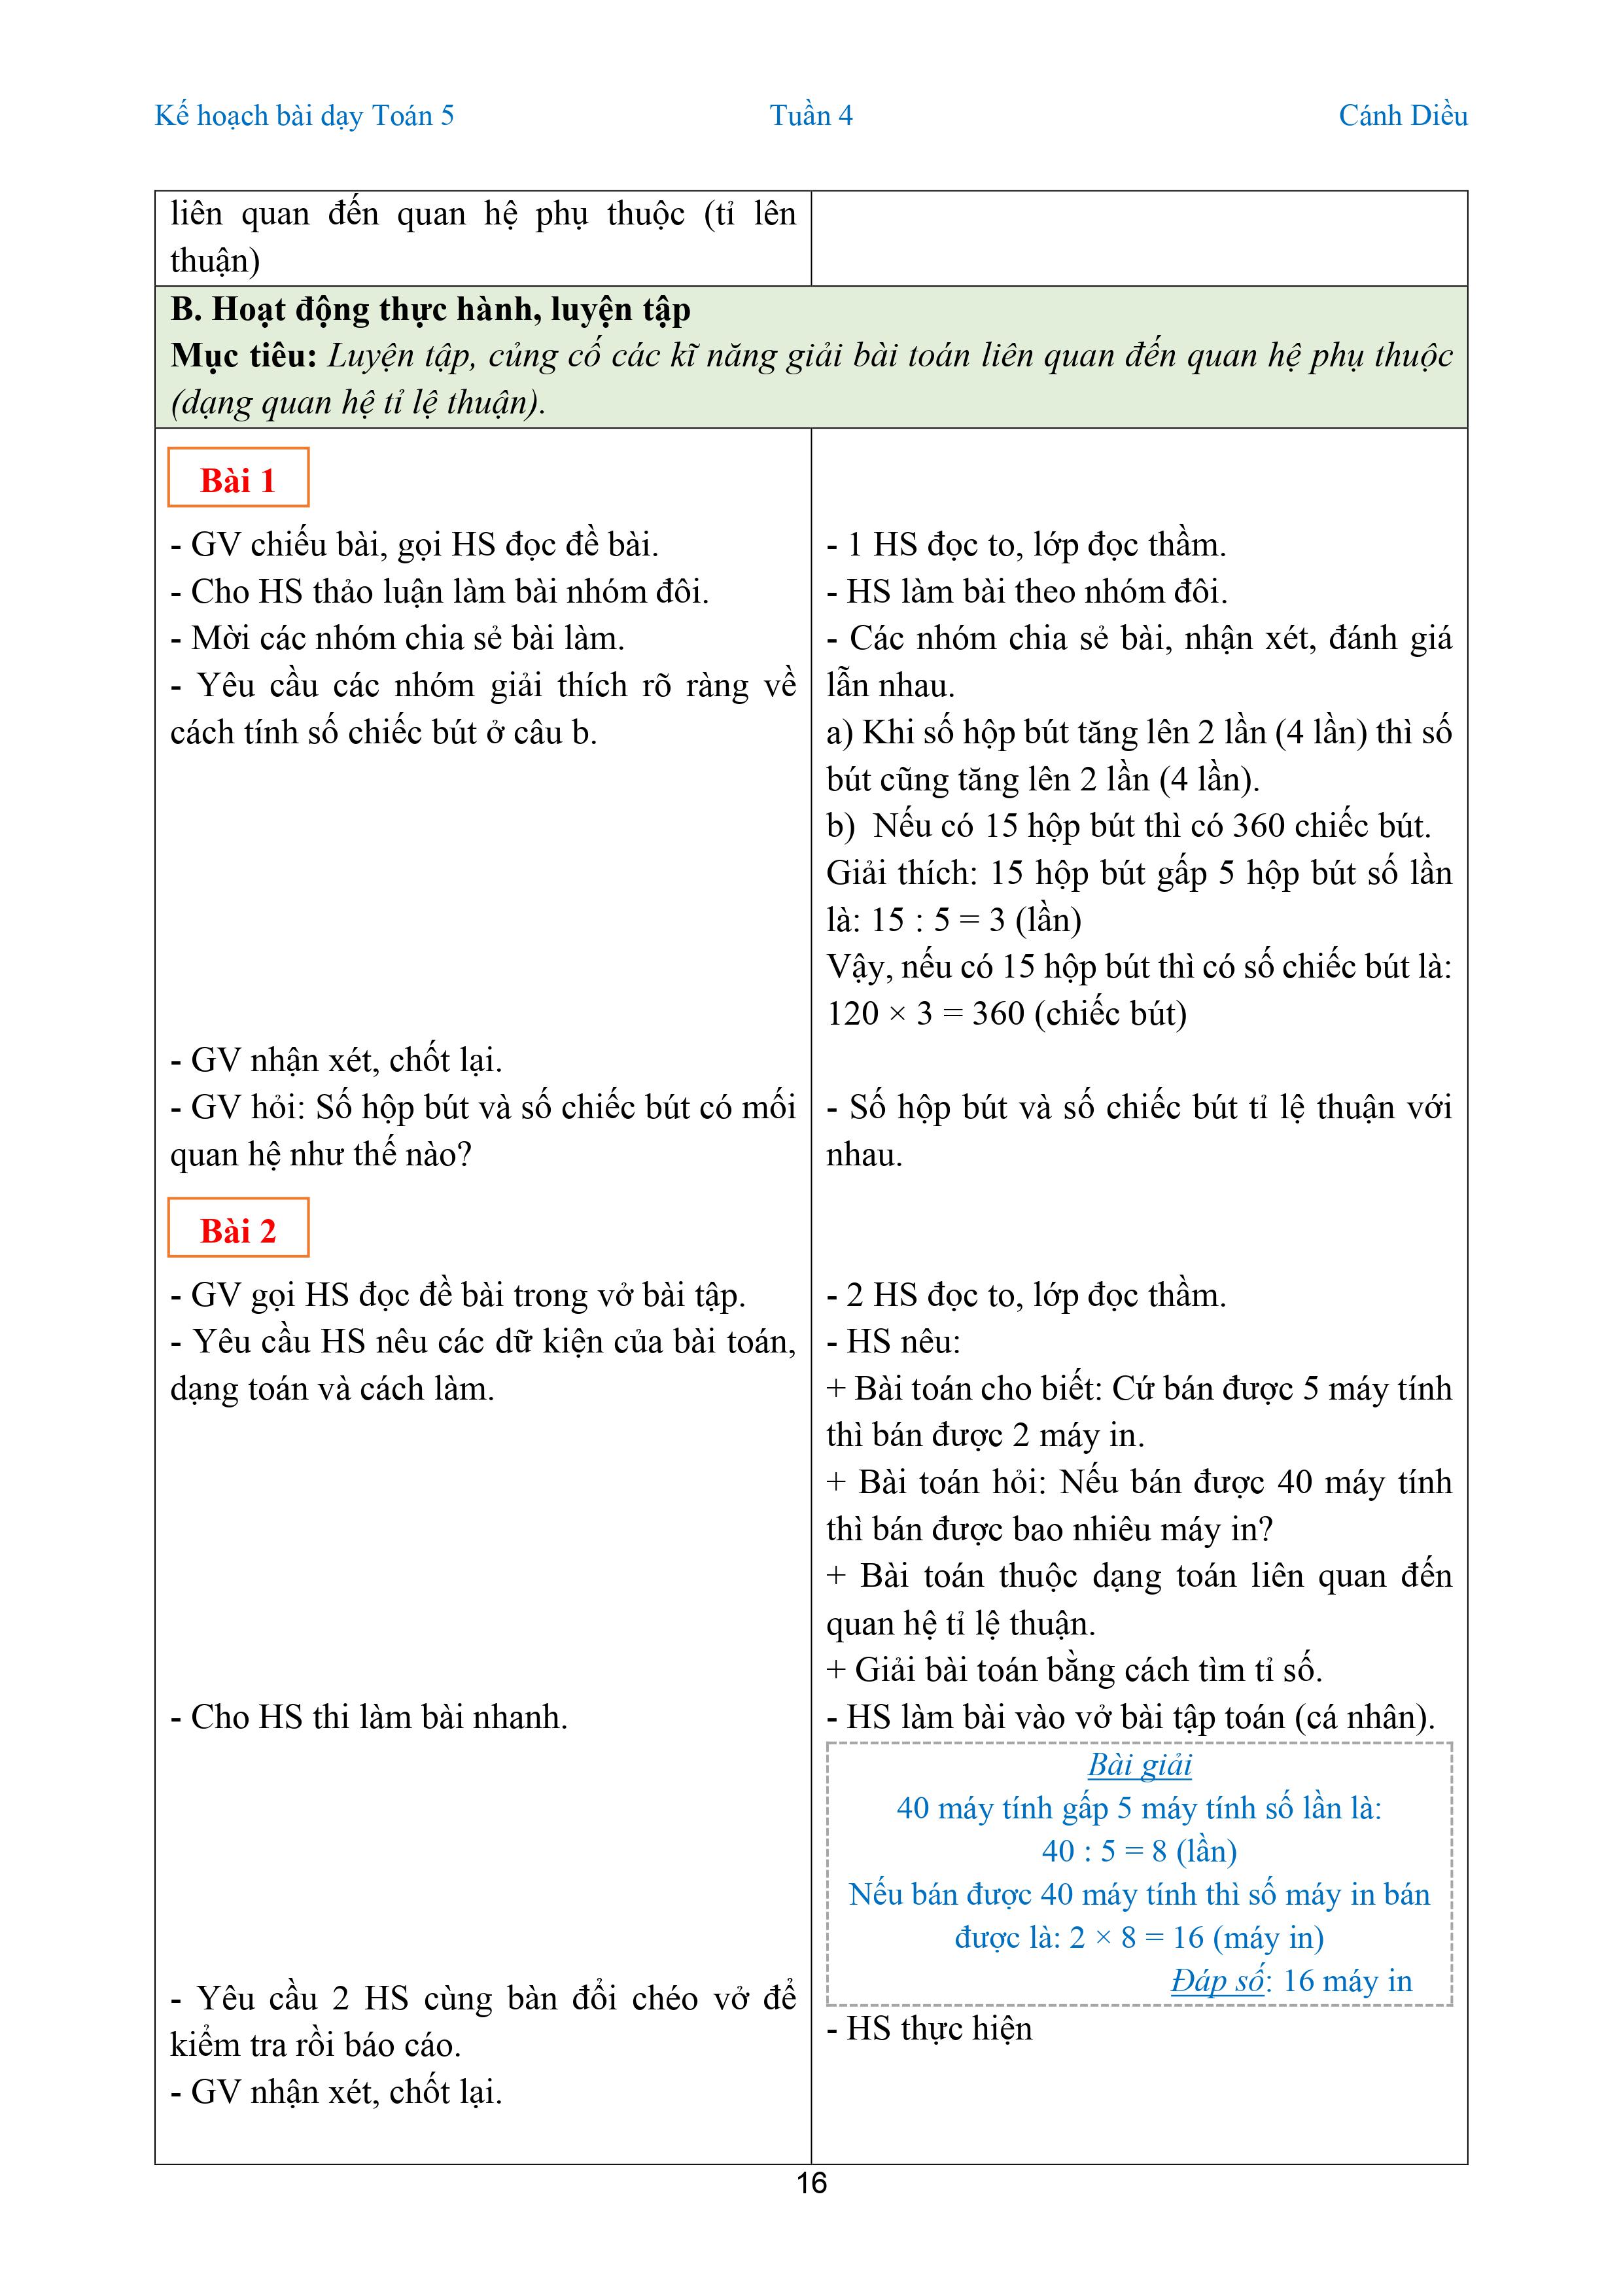 Kế hoạch bài dạy Toán 5 Tuần 4 Cánh Diều
liên quan đến quan hệ phụ thuộc (tỉ lên
thuận)
B. Hoạt động thực hành, luyện tập
Mục tiêu: Luyện tập, củng cố các kĩ năng giải bài toán liên quan đến quan hệ phụ thuộc
(dạng quan hệ tỉ lệ thuận).
Bài 1
- GV chiếu bài, gọi HS đọc đề bài.
- Cho HS thảo luận làm bài nhóm đôi.
- Mời các nhóm chia sẻ bài làm.
- Yêu cầu các nhóm giải thích rõ ràng về
cách tính số chiếc bút ở câu b.
- GV nhận xét, chốt lại.
- GV hỏi: Số hộp bút và số chiếc bút có mối
quan hệ như thế nào?
- 1 HS đọc to, lớp đọc thầm.
- HS làm bài theo nhóm đôi.
- Các nhóm chia sẻ bài, nhận xét, đánh giá
lẫn nhau.
a) Khi số hộp bút tăng lên 2 lần (4 lần) thì số
bút cũng tăng lên 2 lần (4 lần).
b) Nếu có 15 hộp bút thì có 360 chiếc bút.
Giải thích: 15 hộp bút gấp 5 hộp bút số lần
là: 15 : 5 = 3 (lần)
Vậy, nếu có 15 hộp bút thì có số chiếc bút là:
120 × 3 = 360 (chiếc bút)
- Số hộp bút và số chiếc bút tỉ lệ thuận với
nhau.
Bài 2
- GV gọi HS đọc đề bài trong vở bài tập.
- Yêu cầu HS nêu các dữ kiện của bài toán,
dạng toán và cách làm.
- Cho HS thi làm bài nhanh.
- Yêu cầu 2 HS cùng bàn đổi chéo vở để
kiểm tra rồi báo cáo.
- GV nhận xét, chốt lại.
- 2 HS đọc to, lớp đọc thầm.
- HS nêu:
+ Bài toán cho biết: Cứ bán được 5 máy tính
thì bán được 2 máy in.
+ Bài toán hỏi: Nếu bán được 40 máy tính
thì bán được bao nhiêu máy in?
+ Bài toán thuộc dạng toán liên quan đến
quan hệ tỉ lệ thuận.
+ Giải bài toán bằng cách tìm tỉ số.
- HS làm bài vào vở bài tập toán (cá nhân).
Bài giải
40 máy tính gấp 5 máy tính số lần là:
40 : 5 = 8 (lần)
Nếu bán được 40 máy tính thì số máy in bán
được là: 2 × 8 = 16 (máy in)
Đáp số: 16 máy in
- HS thực hiện
16